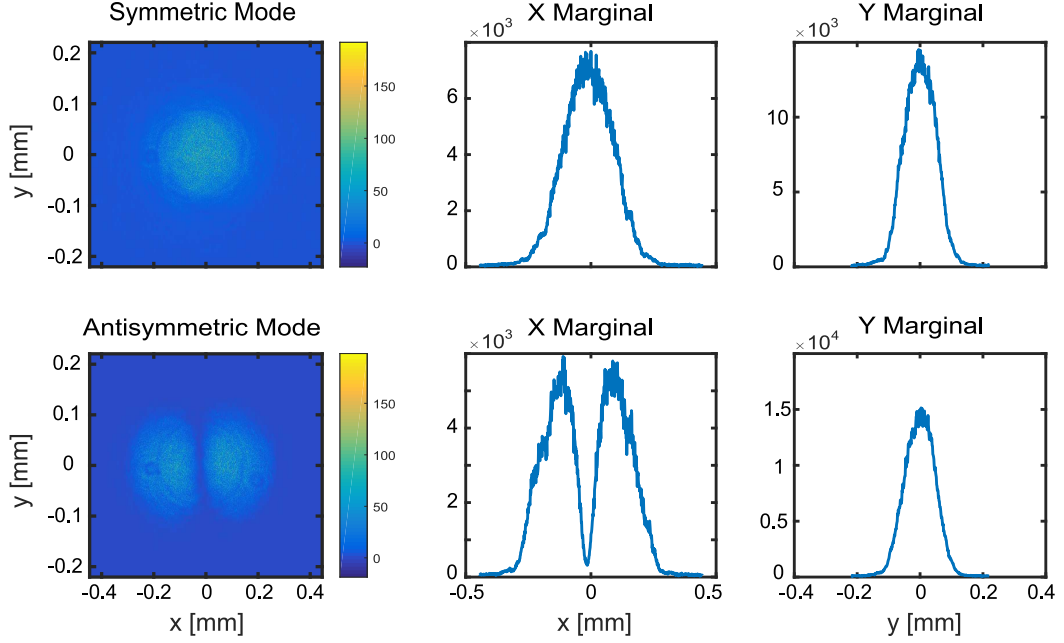 Symmetric Mode
X Marginal
Y Marginal
× 10³
× 10³
y [mm]
0.2
0.1
0
-0.1
-0.2
150
100
50
0
6
4
2
0
10
5
0
Antisymmetric Mode
X Marginal
Y Marginal
× 10³
× 10⁴
y [mm]
0.2
0.1
0
-0.1
-0.2
150
100
50
0
4
2
0
1.5
1.0
0.5
0
-0.4 -0.2 0 0.2 0.4
-0.5 0 0.5
-0.4 -0.2 0 0.2 0.4
x [mm]
x [mm]
y [mm]